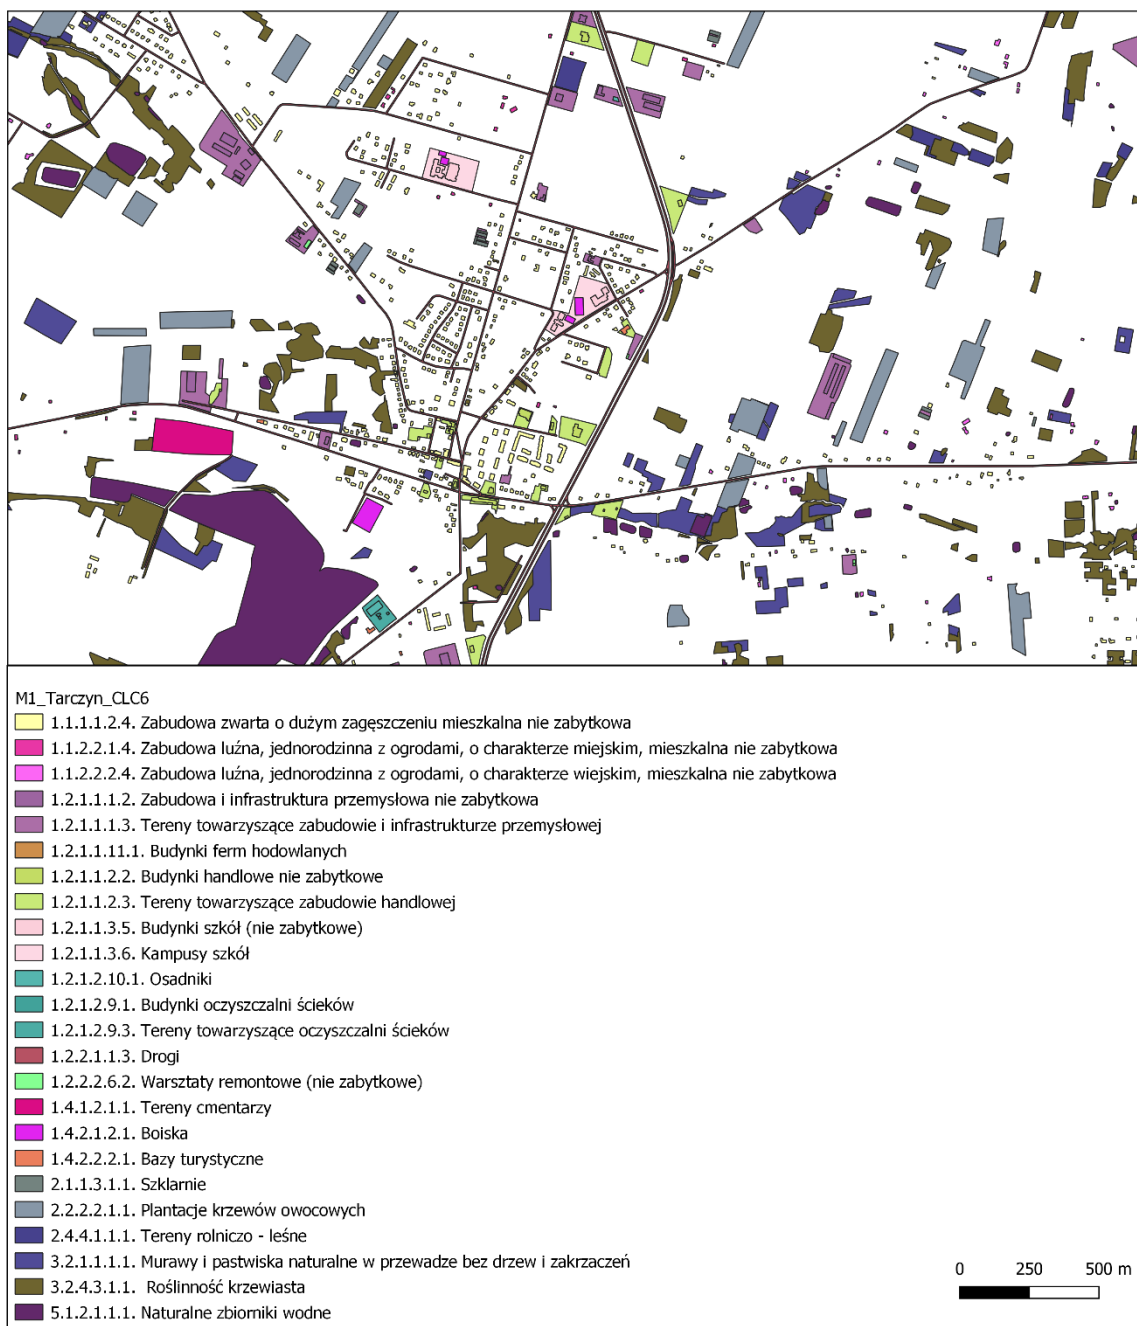 M1_Tarczyn_CLC6
1.1.1.1.2.4. Zabudowa zwarta o dużym zagęszczeniu mieszkalna nie zabytkowa
1.1.2.2.1.4. Zabudowa luźna, jednorodzinna z ogrodami, o charakterze miejskim, mieszkalna nie zabytkowa
1.1.2.2.2.4. Zabudowa luźna, jednorodzinna z ogrodami, o charakterze wiejskim, mieszkalna nie zabytkowa
1.2.1.1.1.2. Zabudowa i infrastruktura przemysłowa nie zabytkowa
1.2.1.1.1.3. Tereny towarzyszące zabudowie i infrastrukturze przemysłowej
1.2.1.1.11.1. Budynki ferm hodowlanych
1.2.1.1.2.2. Budynki handlowe nie zabytkowe
1.2.1.1.2.3. Tereny towarzyszące zabudowie handlowej
1.2.1.1.3.5. Budynki szkół (nie zabytkowe)
1.2.1.1.3.6. Kampusy szkół
1.2.1.2.10.1. Osadniki
1.2.1.2.9.1. Budynki oczyszczalni ścieków
1.2.1.2.9.3. Tereny towarzyszące oczyszczalni ścieków
1.2.2.1.1.3. Drogi
1.2.2.2.6.2. Warsztaty remontowe (nie zabytkowe)
1.4.1.2.1.1. Tereny cmentarzy
1.4.2.1.2.1. Boiska
1.4.2.2.2.1. Bazy turystyczne
2.1.1.3.1.1. Szklarnie
2.2.2.2.1.1. Plantacje krzewów owocowych
2.4.4.1.1.1. Tereny rolniczo - leśne
3.2.1.1.1.1. Murawy i pastwiska naturalne w przewadze bez drzew i zakrzaczeń
3.2.4.3.1.1. Roślinność krzewiasta
5.1.2.1.1.1. Naturalne zbiorniki wodne
0 250 500 m